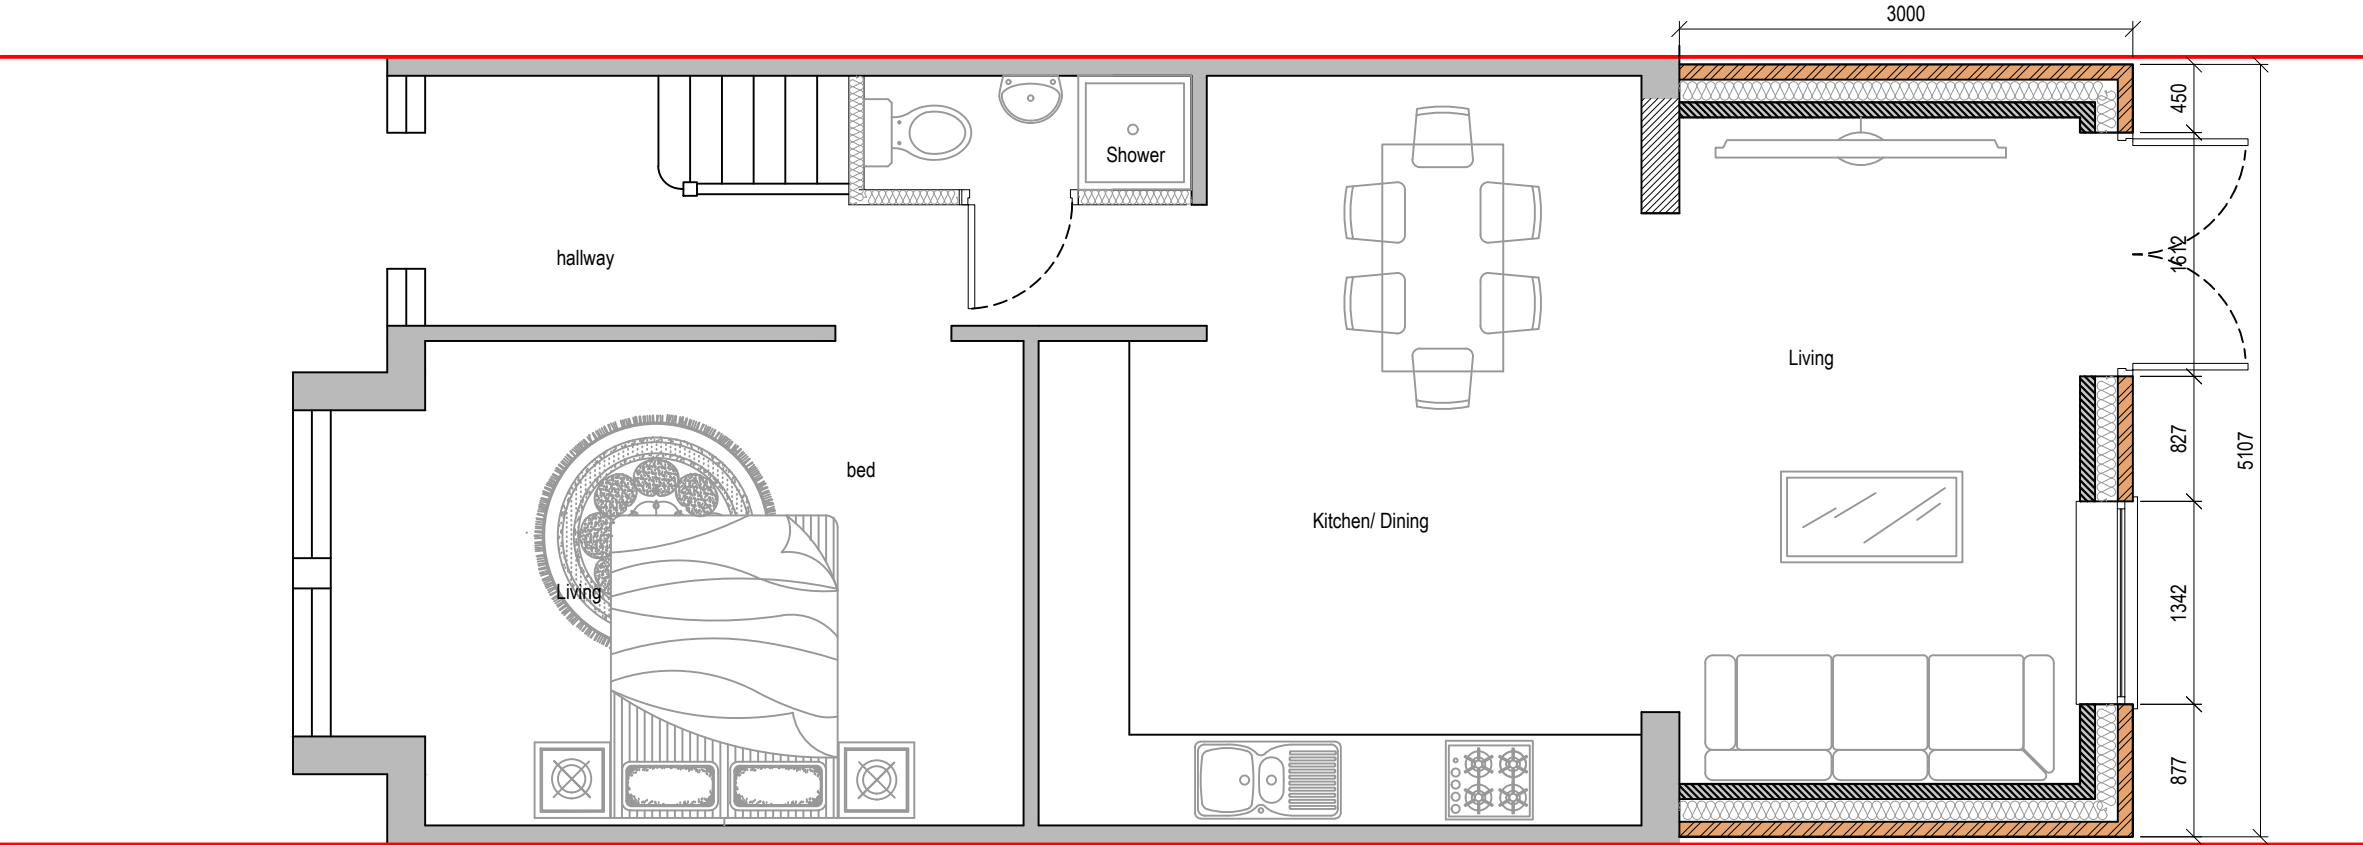 3000
450
Shower
hallway
1612
Living
827
5107
bed
Kitchen/ Dining
Living
1342
877